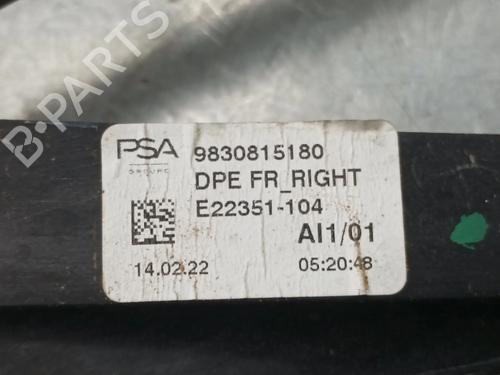 B-PARTS
PSA 9830815180
GROUPE
DPE FR_RIGHT
E22351-104
AI1/01
14.02.22 05:20:48